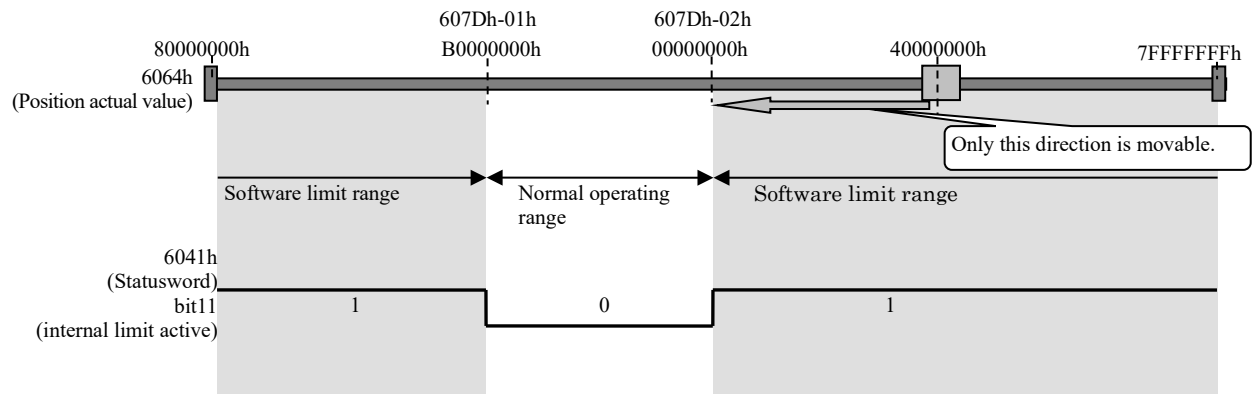 607Dh-01h
607Dh-02h
80000000h
B0000000h
00000000h
40000000h
7FFFFFFFh
6064h
(Position actual value)
Only this direction is movable.
Software limit range
Normal operating
range
Software limit range
6041h
(Statusword)
bit11
(internal limit active)
1
0
1